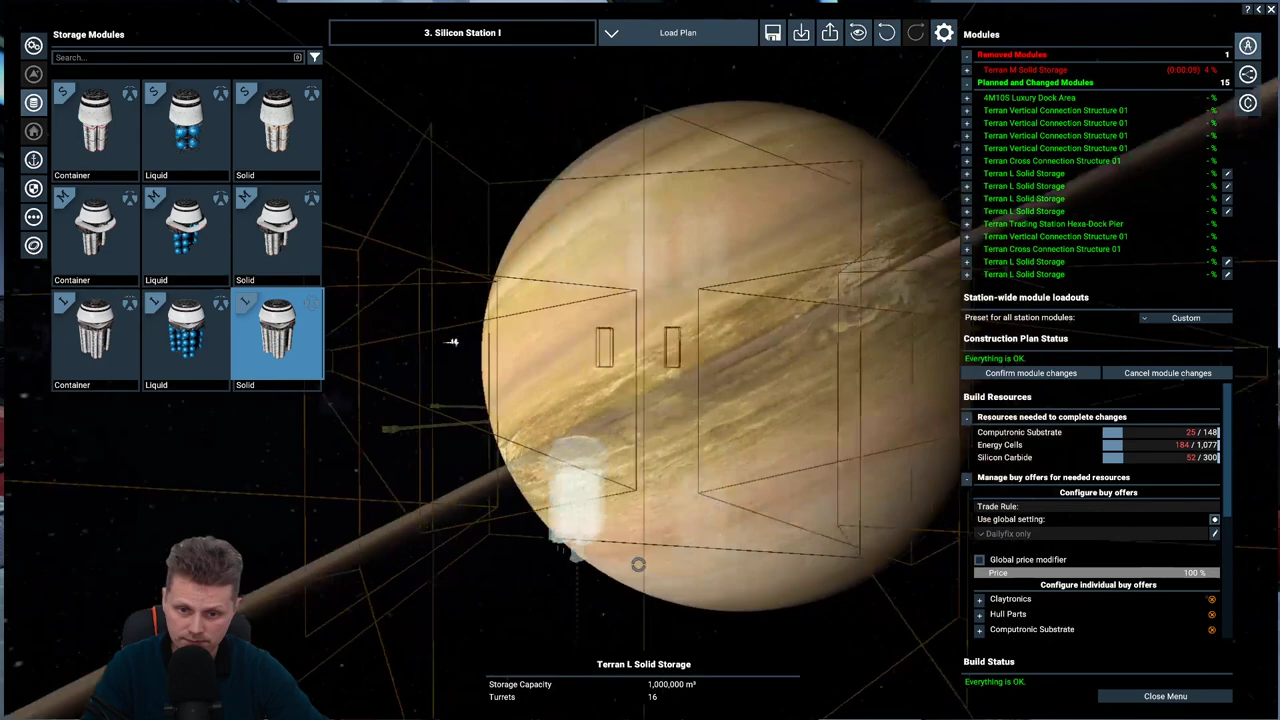 Storage Modules
Search...
S
S
S
Container
Liquid
Solid
M
M
M
Container
Liquid
Solid
L
L
L
Container
Liquid
Solid
3. Silicon Station I
Load Plan
Terran L Solid Storage
Storage Capacity 1,000,000 m³
Turrets 16
? < X
Modules
- Removed Modules 1
+ Terran M Solid Storage (0:00:09) 4 %
- Planned and Changed Modules 15
+ 4M10S Luxury Dock Area - %
+ Terran Vertical Connection Structure 01 - %
+ Terran Vertical Connection Structure 01 - %
+ Terran Vertical Connection Structure 01 - %
+ Terran Vertical Connection Structure 01 - %
+ Terran Cross Connection Structure 01 - %
+ Terran L Solid Storage - %
+ Terran L Solid Storage - %
+ Terran L Solid Storage - %
+ Terran L Solid Storage - %
+ Terran Trading Station Hexa-Dock Pier - %
+ Terran Vertical Connection Structure 01 - %
+ Terran Cross Connection Structure 01 - %
+ Terran L Solid Storage - %
+ Terran L Solid Storage - %
Station-wide module loadouts
Preset for all station modules: Custom
Construction Plan Status
Everything is OK.
Confirm module changes Cancel module changes
Build Resources
- Resources needed to complete changes
Computronic Substrate 25 / 148
Energy Cells 184 / 1,077
Silicon Carbide 52 / 300
- Manage buy offers for needed resources
Configure buy offers
Trade Rule:
Use global setting:
Dailyfix only
Global price modifier
Price 100 %
Configure individual buy offers
+ Claytronics
+ Hull Parts
+ Computronic Substrate
Build Status
Everything is OK.
Close Menu